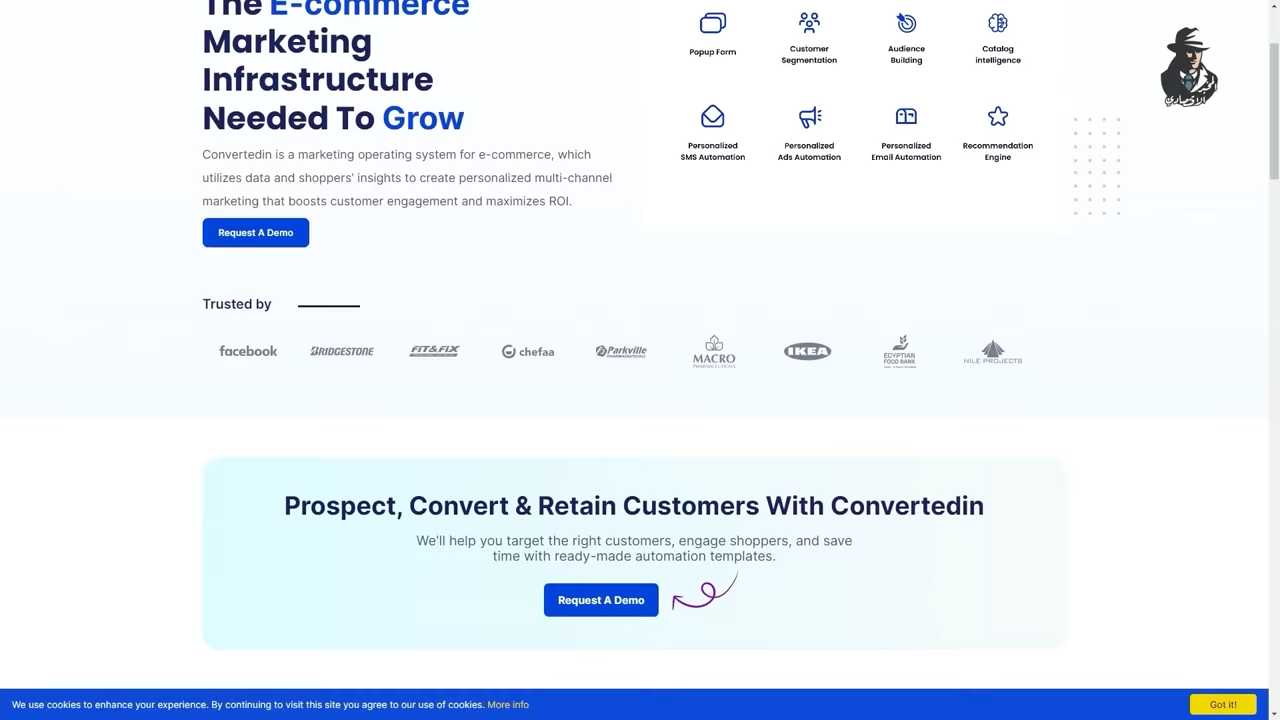 The E-commerce
Marketing
Infrastructure
Needed To Grow
Convertedin is a marketing operating system for e-commerce, which
utilizes data and shoppers' insights to create personalized multi-channel
marketing that boosts customer engagement and maximizes ROI.
Request A Demo
Popup Form
Customer
Segmentation
Audience
Building
Catalog
intelligence
Personalized
SMS Automation
Personalized
Ads Automation
Personalized
Email Automation
Recommendation
Engine
Trusted by
facebook
BRIDGESTONE
FIT & FIX
chefaa
Parkville
PHARMACEUTICALS
MACRO
PHARMACEUTICALS
IKEA
EGYPTIAN
FOOD BANK
NILE PROJECTS
Prospect, Convert & Retain Customers With Convertedin
We'll help you target the right customers, engage shoppers, and save
time with ready-made automation templates.
Request A Demo
We use cookies to enhance your experience. By continuing to visit this site you agree to our use of cookies. More info
Got it!